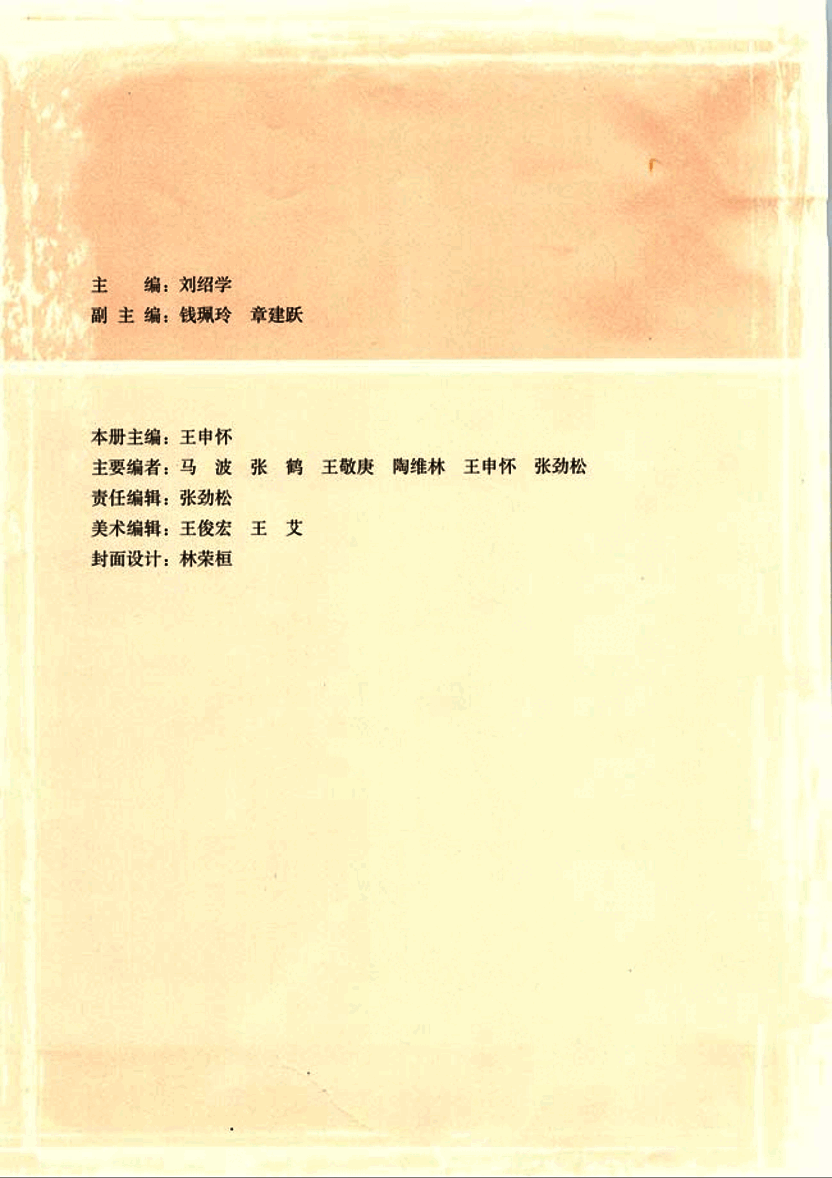 主　　编：刘绍学
副 主 编：钱珮玲　章建跃
本册主编：王申怀
主要编者：马　波　张　鹤　王敬庚　陶维林　王申怀　张劲松
责任编辑：张劲松
美术编辑：王俊宏　王　艾
封面设计：林荣桓